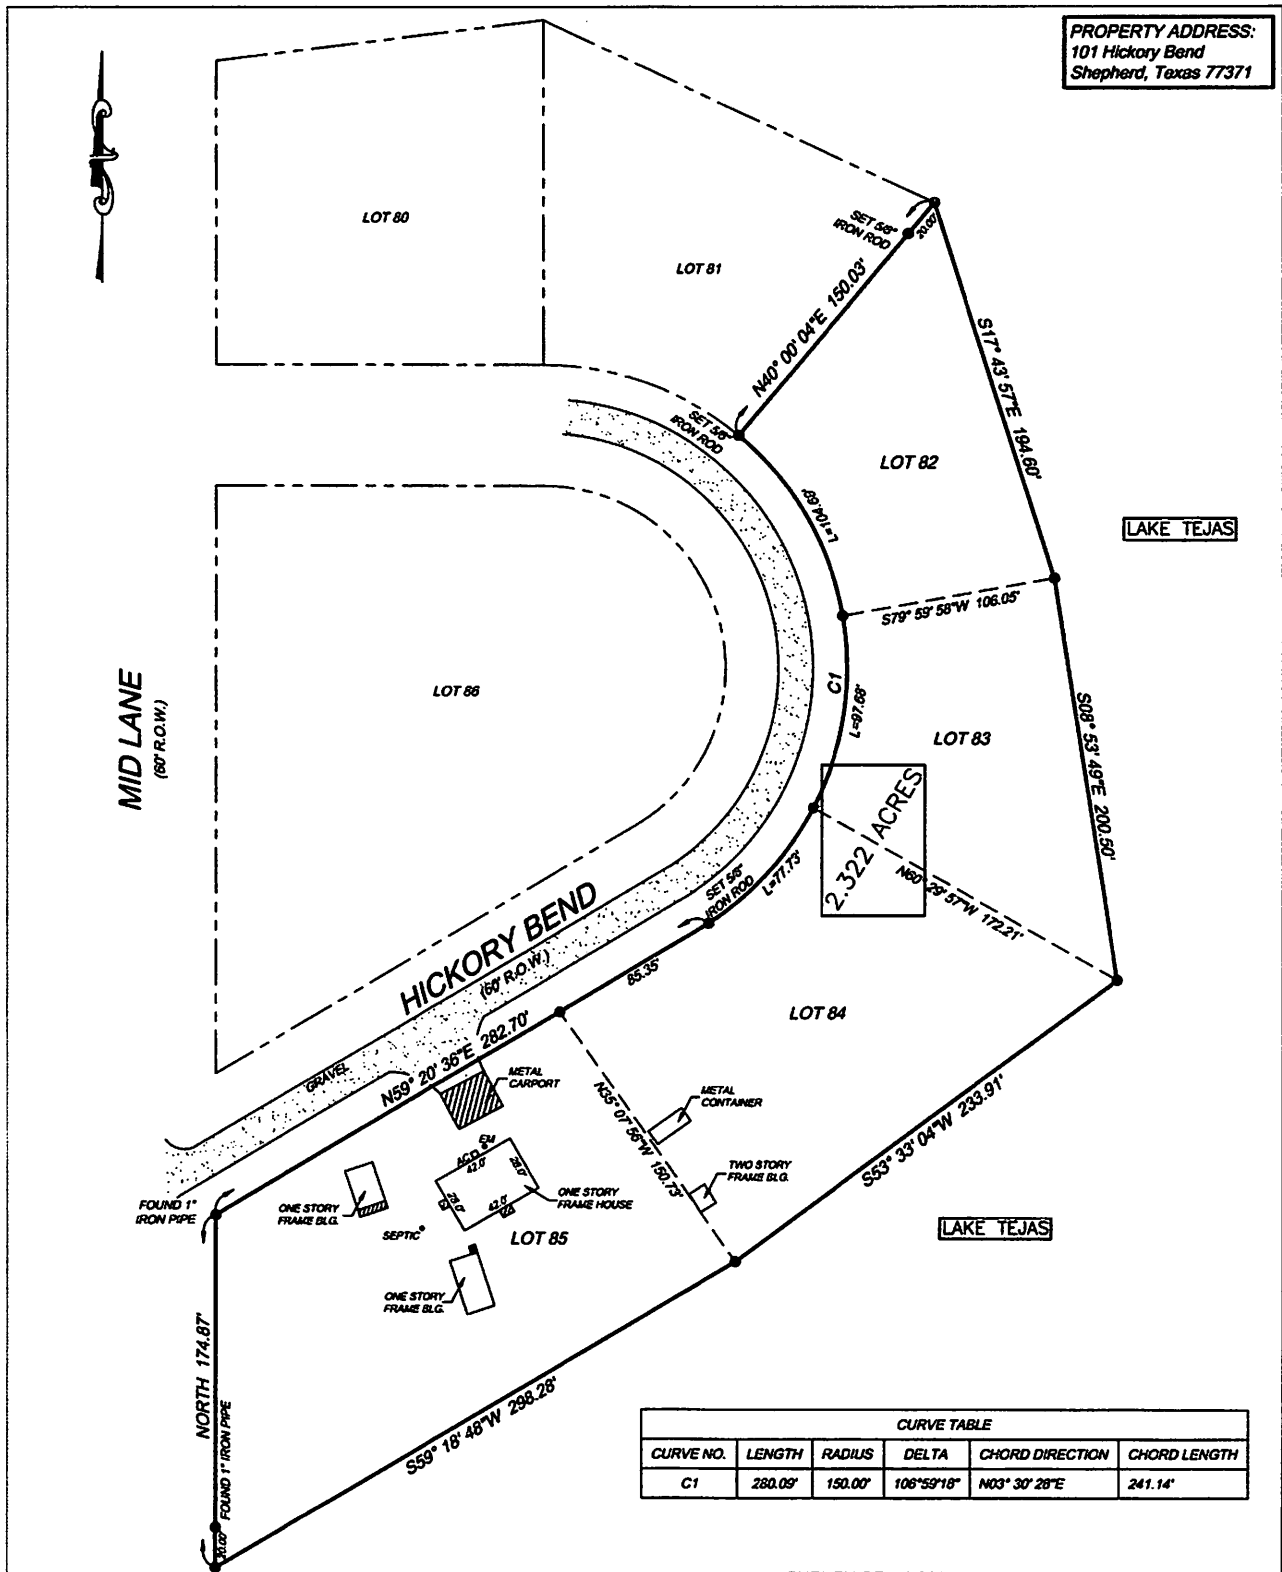 PROPERTY ADDRESS:
101 Hickory Bend
Shepherd, Texas 77371
LOT 80
LOT 81
SET 5/8"
IRON ROD
20.00'
N40° 00' 04"E 150.03'
S17° 43' 57"E 194.60'
SET 5/8"
IRON ROD
LOT 82
L=104.69'
LAKE TEJAS
S79° 59' 58"W 106.05'
MID LANE
(60' R.O.W.)
LOT 86
C1
L=97.68'
LOT 83
S08° 53' 49"E 200.50'
2.322 ACRES
N60° 29' 57"W 172.21'
L=77.73'
SET 5/8"
IRON ROD
HICKORY BEND
(60' R.O.W.)
85.35'
LOT 84
GRAVEL
N59° 20' 36"E 282.70'
METAL
CARPORT
N35° 07' 56"W 150.73'
METAL
CONTAINER
S53° 33' 04"W 233.91'
TWO STORY
FRAME BLG.
EM
AC
42.0'
28.0'
28.0'
42.0'
ONE STORY
FRAME HOUSE
FOUND 1"
IRON PIPE
ONE STORY
FRAME BLG.
SEPTIC
LOT 85
LAKE TEJAS
ONE STORY
FRAME BLG.
NORTH 174.87'
FOUND 1" IRON PIPE
20.00'
S59° 18' 48"W 298.28'
CURVE TABLE
CURVE NO. LENGTH RADIUS DELTA CHORD DIRECTION CHORD LENGTH
C1 280.09' 150.00' 106°59'18" N03° 30' 28"E 241.14'